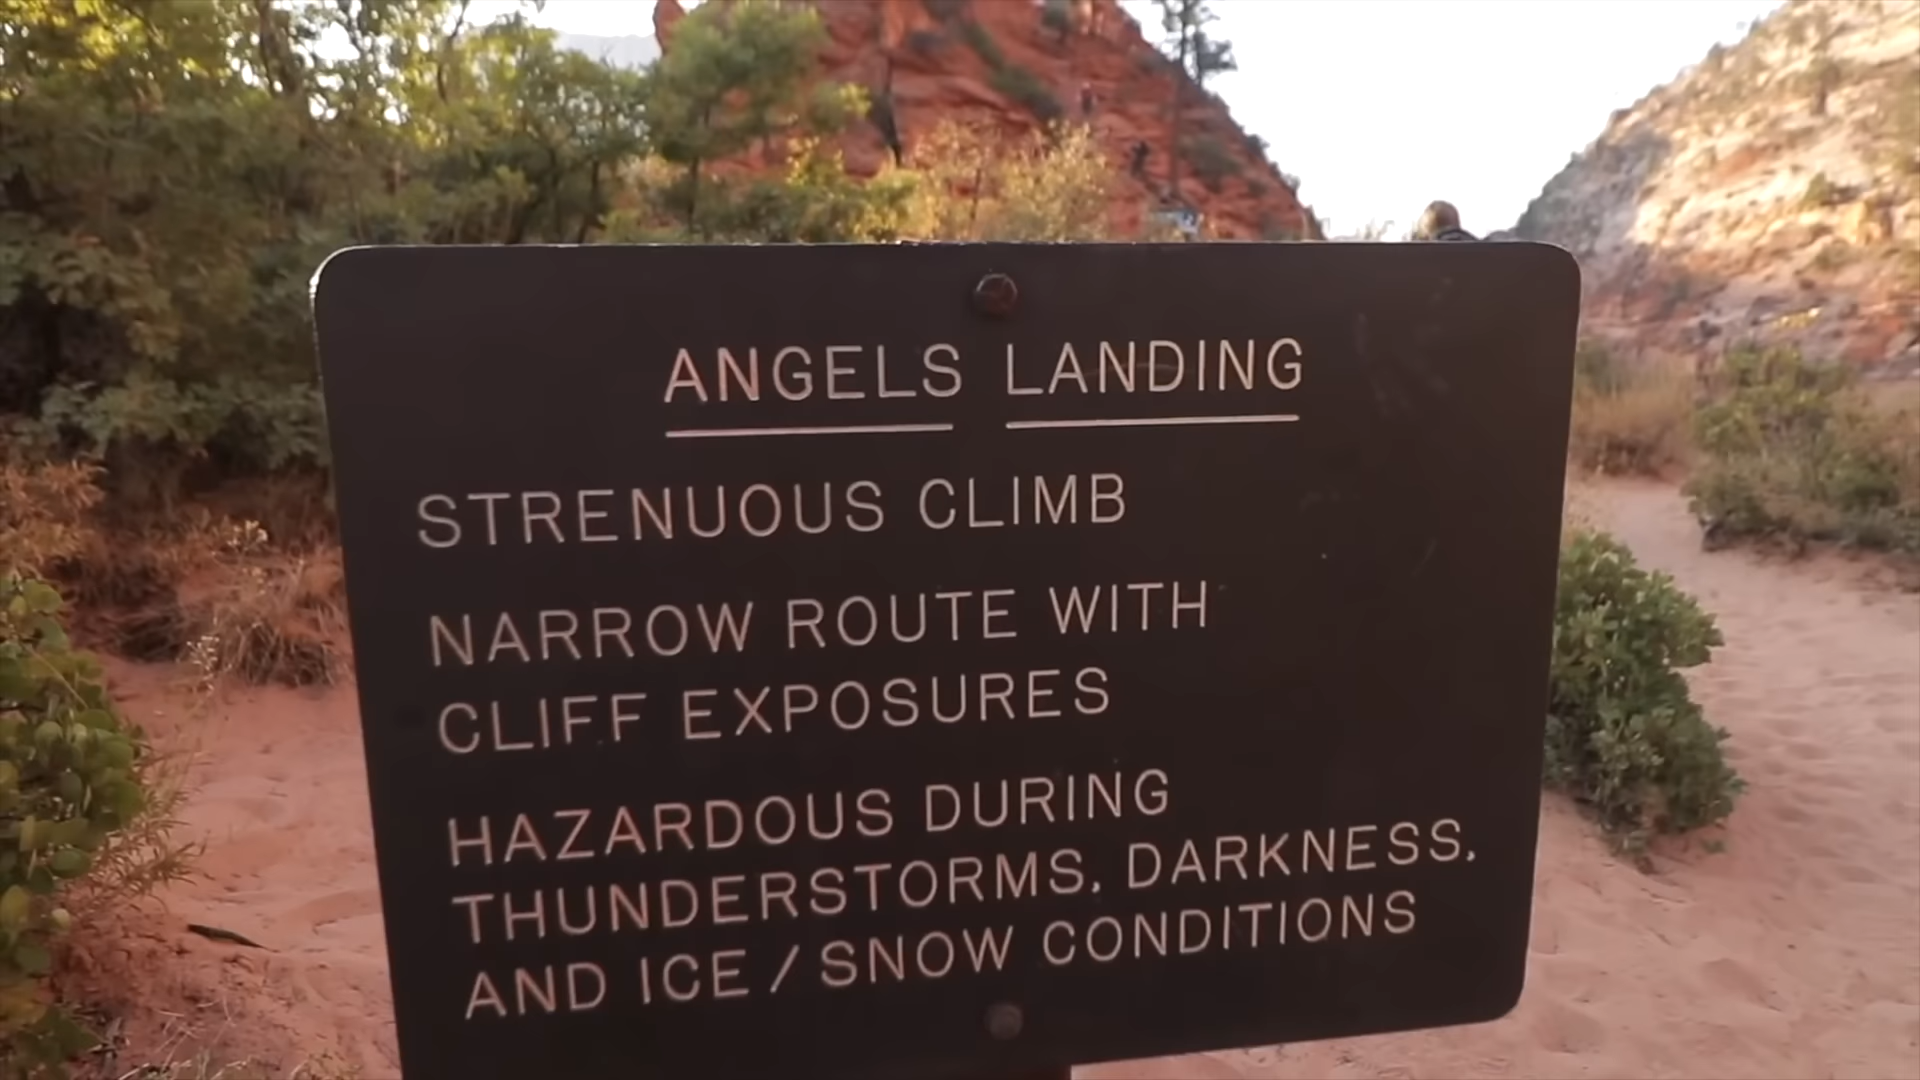 ANGELS LANDING
STRENUOUS CLIMB
NARROW ROUTE WITH
CLIFF EXPOSURES
HAZARDOUS DURING
THUNDERSTORMS, DARKNESS,
AND ICE / SNOW CONDITIONS